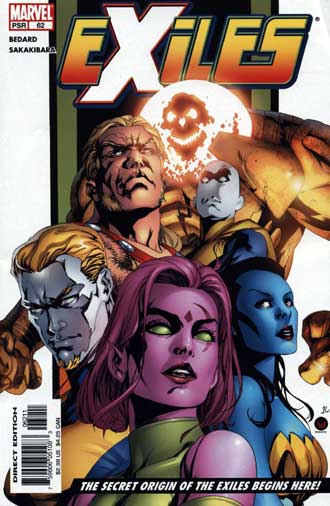 MARVEL
PSR 62
BEDARD
SAKAKIBARA
EXILES
®
DIRECT EDITION
06211
$2.99 US $4.25 CAN
THE SECRET ORIGIN OF THE EXILES BEGINS HERE!